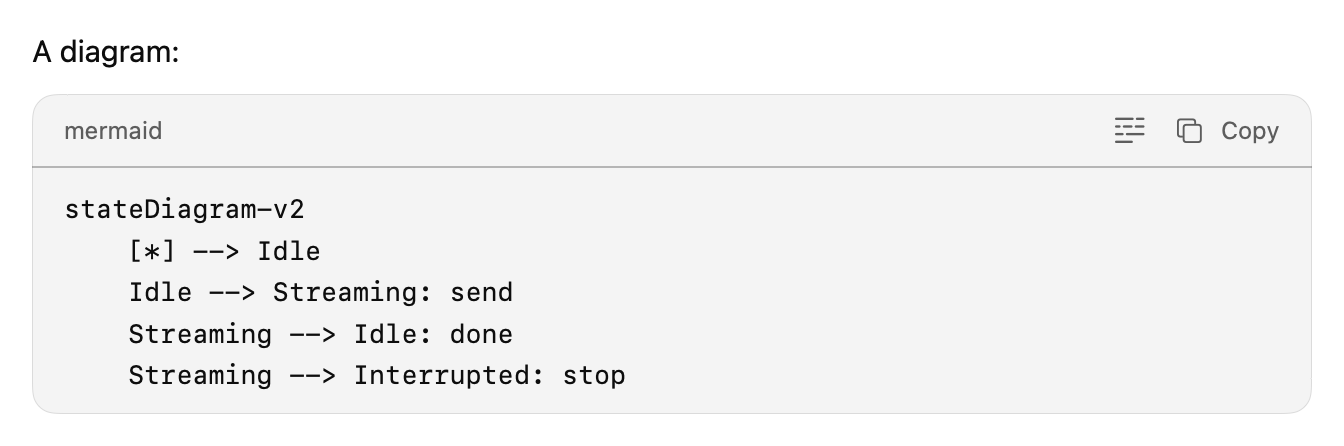 A diagram:
mermaid
Copy
stateDiagram-v2
    [*] --> Idle
    Idle --> Streaming: send
    Streaming --> Idle: done
    Streaming --> Interrupted: stop